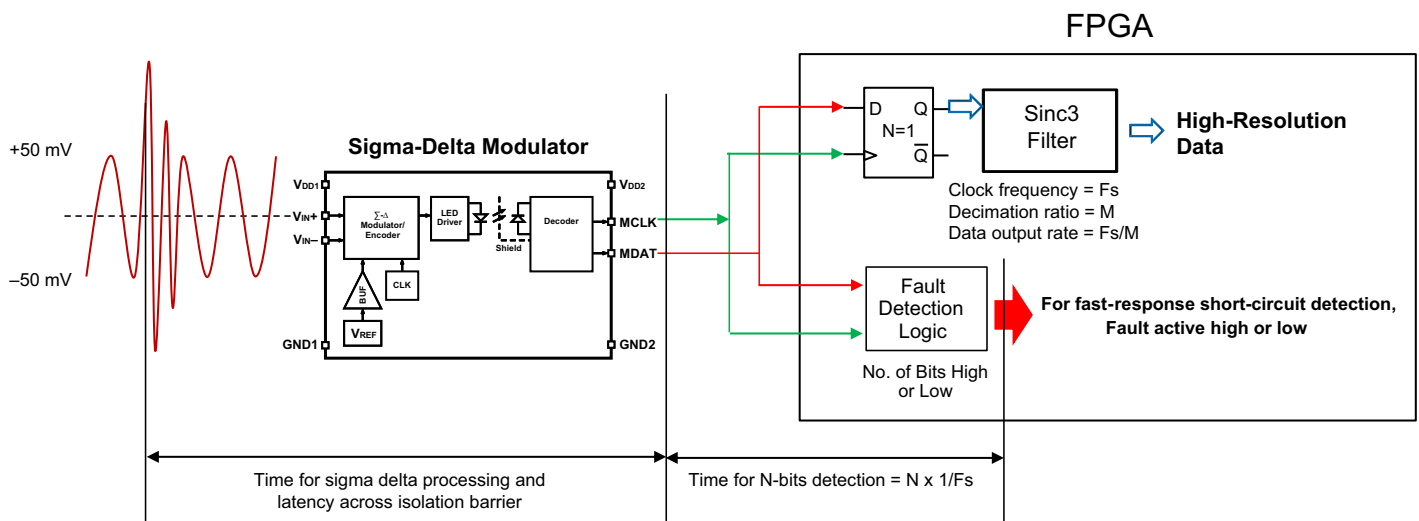 FPGA
+50 mV
–50 mV
Sigma-Delta Modulator
VDD1
VIN+
VIN–
GND1
∑-Δ
Modulator/
Encoder
LED
Driver
Shield
Decoder
BUF
CLK
VREF
VDD2
MCLK
MDAT
GND2
D Q
N=1
Q
Sinc3
Filter
High-Resolution
Data
Clock frequency = Fs
Decimation ratio = M
Data output rate = Fs/M
Fault
Detection
Logic
No. of Bits High
or Low
For fast-response short-circuit detection,
Fault active high or low
Time for sigma delta processing and
latency across isolation barrier
Time for N-bits detection = N x 1/Fs